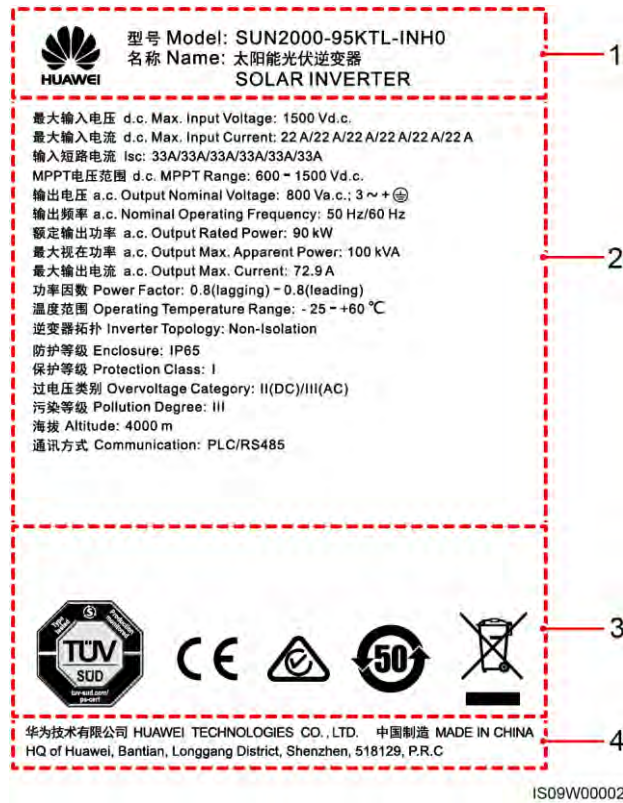 HUAWEI
型号 Model: SUN2000-95KTL-INH0
名称 Name: 太阳能光伏逆变器
SOLAR INVERTER
1
最大输入电压 d.c. Max. Input Voltage: 1500 Vd.c.
最大输入电流 d.c. Max. Input Current: 22 A/22 A/22 A/22 A/22 A/22 A
输入短路电流 Isc: 33A/33A/33A/33A/33A/33A
MPPT电压范围 d.c. MPPT Range: 600 - 1500 Vd.c.
输出电压 a.c. Output Nominal Voltage: 800 Va.c.; 3 ~ + ⏚
输出频率 a.c. Nominal Operating Frequency: 50 Hz/60 Hz
额定输出功率 a.c. Output Rated Power: 90 kW
最大视在功率 a.c. Output Max. Apparent Power: 100 kVA
最大输出电流 a.c. Output Max. Current: 72.9 A
功率因数 Power Factor: 0.8(lagging) - 0.8(leading)
温度范围 Operating Temperature Range: - 25 - +60 ℃
逆变器拓扑 Inverter Topology: Non-Isolation
防护等级 Enclosure: IP65
保护等级 Protection Class: I
过电压类别 Overvoltage Category: II(DC)/III(AC)
污染等级 Pollution Degree: III
海拔 Altitude: 4000 m
通讯方式 Communication: PLC/RS485
2
Type tested
Production monitored
TÜV
SÜD
tuv-sud.com/
ps-cert
CE
50
3
华为技术有限公司 HUAWEI TECHNOLOGIES CO., LTD. 中国制造 MADE IN CHINA
HQ of Huawei, Bantian, Longgang District, Shenzhen, 518129, P.R.C
4
IS09W00002